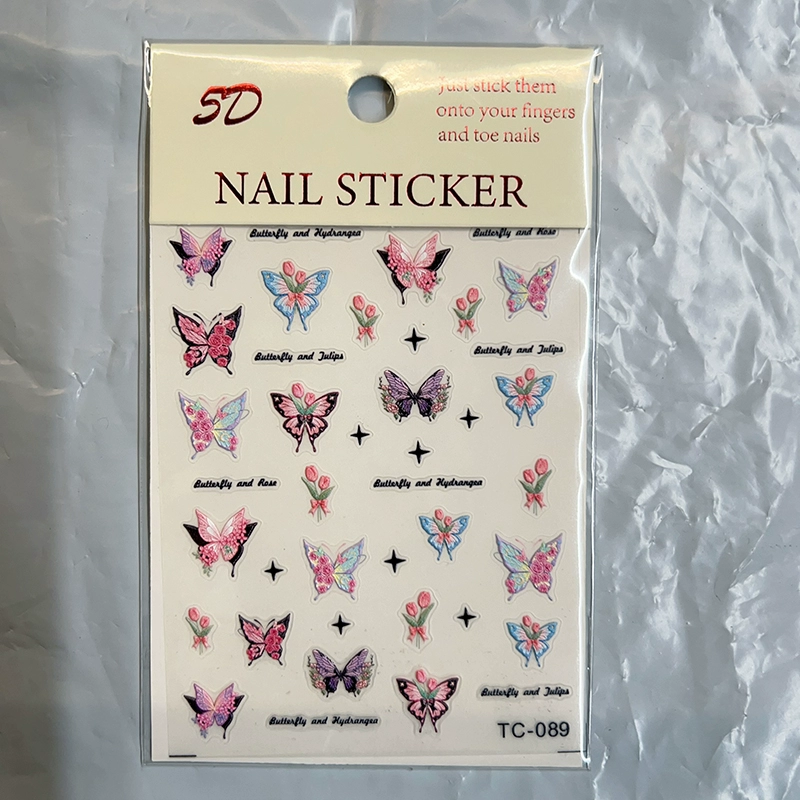 5D
Just stick them
onto your fingers
and toe nails
NAIL STICKER
Butterfly and Hydrangea
Butterfly and Rose
Butterfly and Tulips
Butterfly and Tulips
Butterfly and Rose
Butterfly and Hydrangea
Butterfly and Tulips
Butterfly and Hydrangea
TC-089